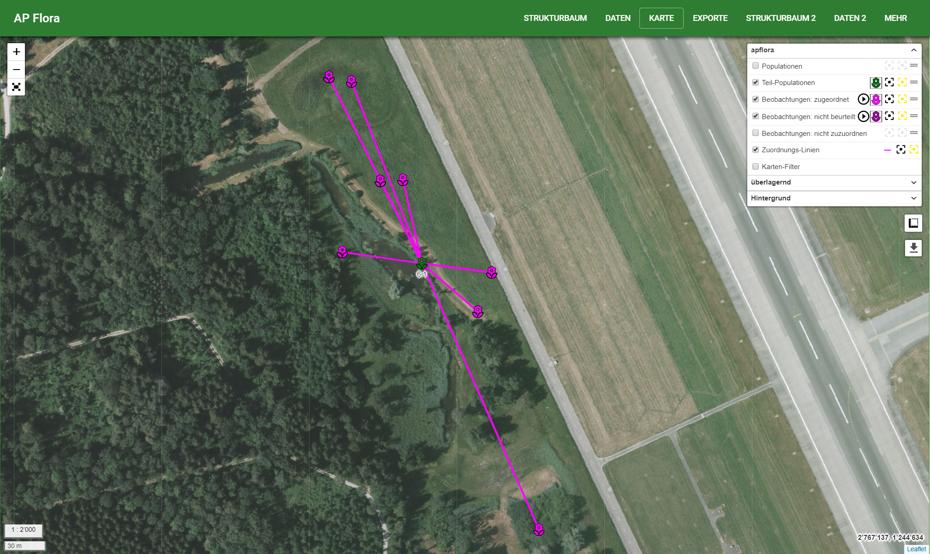 AP Flora
STRUKTURBAUM DATEN KARTE EXPORTE STRUKTURBAUM 2 DATEN 2 MEHR
+
−
apflora
Populationen
Teil-Populationen
Beobachtungen: zugeordnet
Beobachtungen: nicht beurteilt
Beobachtungen: nicht zuzuordnen
Zuordnungs-Linien
Karten-Filter
überlagernd
Hintergrund
1 : 2'000
30 m
2'767'137, 1'244'634
Leaflet